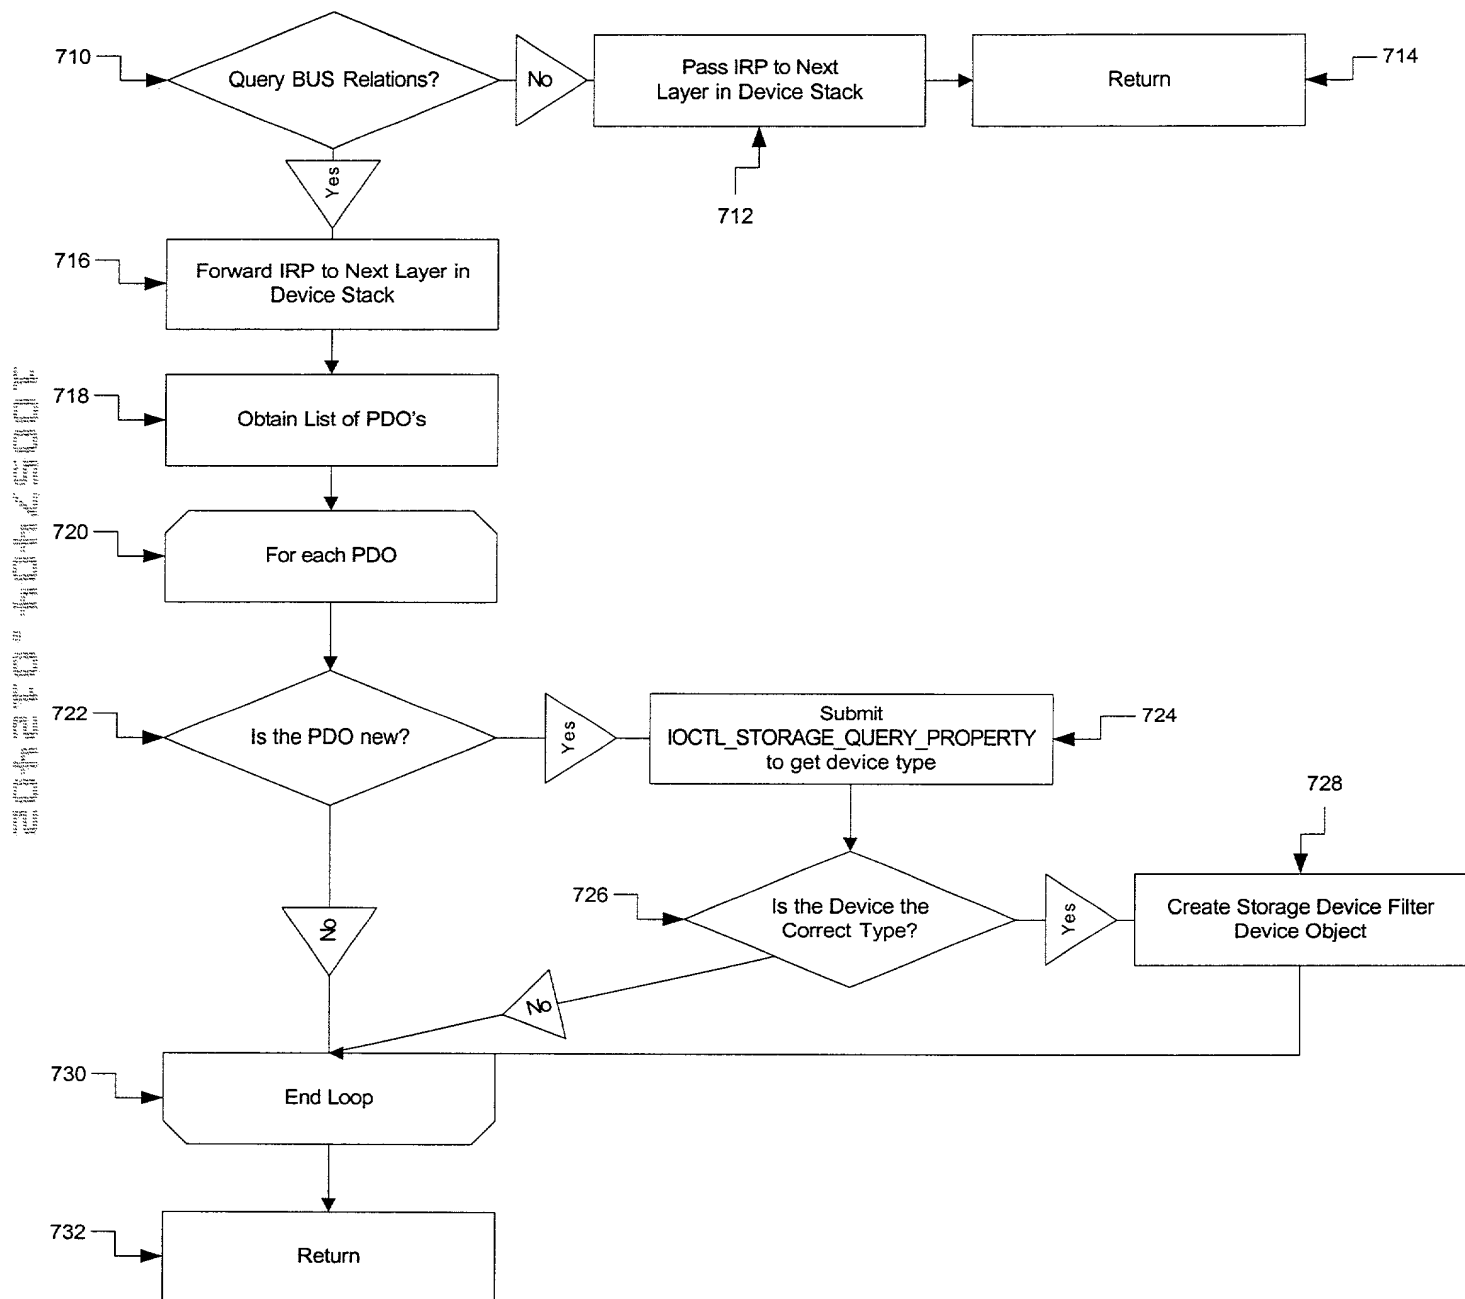 710
Query BUS Relations?
No
Pass IRP to Next
Layer in Device Stack
Return
714
712
Yes
716
Forward IRP to Next Layer in
Device Stack
718
Obtain List of PDO's
720
For each PDO
722
Is the PDO new?
Yes
Submit
IOCTL_STORAGE_QUERY_PROPERTY
to get device type
724
728
726
Is the Device the
Correct Type?
Yes
Create Storage Device Filter
Device Object
No
No
730
End Loop
732
Return